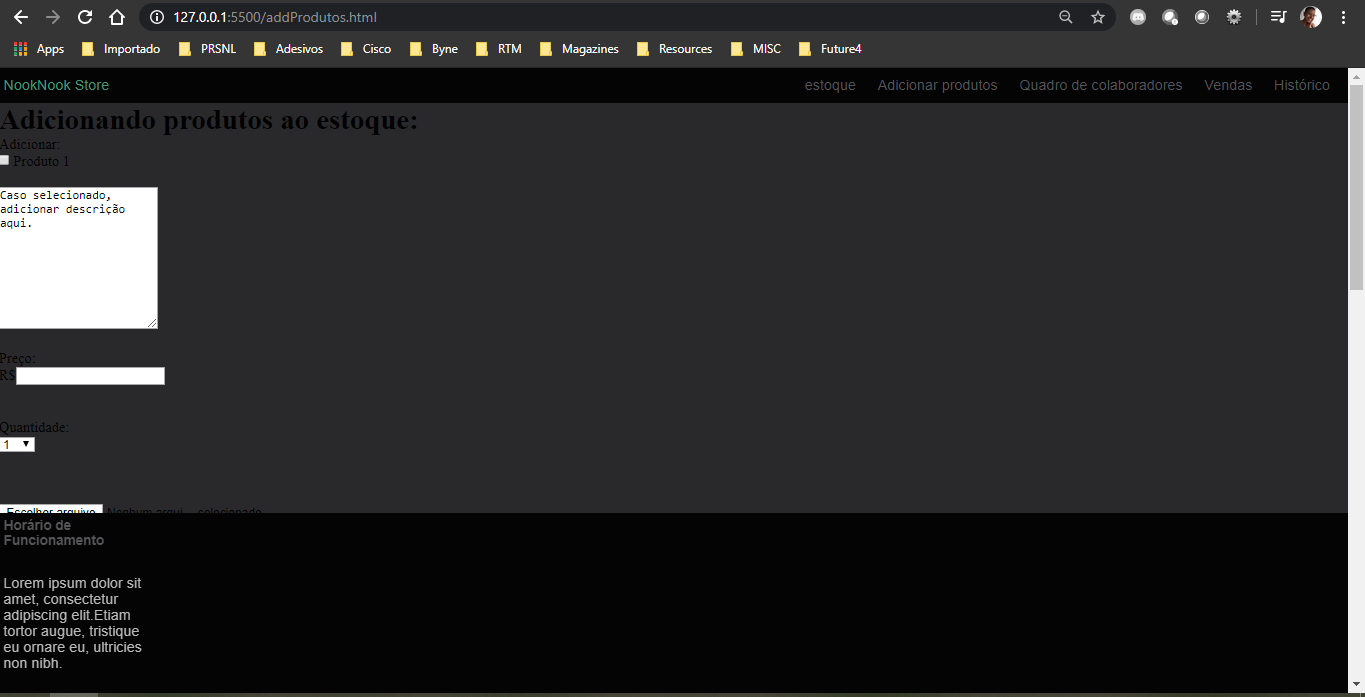 127.0.0.1:5500/addProdutos.html
Apps Importado PRSNL Adesivos Cisco Byne RTM Magazines Resources MISC Future4
NookNook Store estoque Adicionar produtos Quadro de colaboradores Vendas Histórico
Adicionando produtos ao estoque:
Adicionar:
Produto 1
Caso selecionado,
adicionar descrição
aqui.
Preço:
R$
Quantidade:
1
Escolher arquivo Nenhum arqui... selecionado
Horário de
Funcionamento
Lorem ipsum dolor sit
amet, consectetur
adipiscing elit.Etiam
tortor augue, tristique
eu ornare eu, ultricies
non nibh.